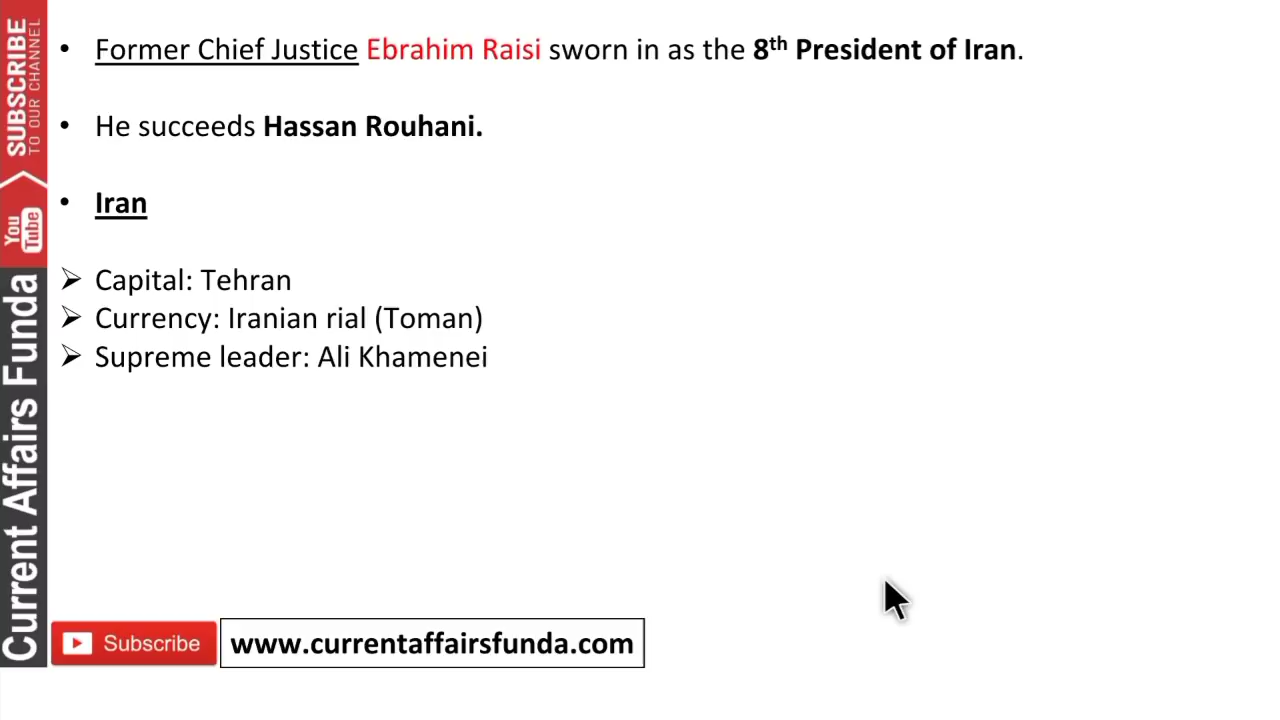 SUBSCRIBE
TO OUR CHANNEL
You
Tube
Current Affairs Funda
• Former Chief Justice Ebrahim Raisi sworn in as the 8th President of Iran.
• He succeeds Hassan Rouhani.
• Iran
➢ Capital: Tehran
➢ Currency: Iranian rial (Toman)
➢ Supreme leader: Ali Khamenei
Subscribe
www.currentaffairsfunda.com